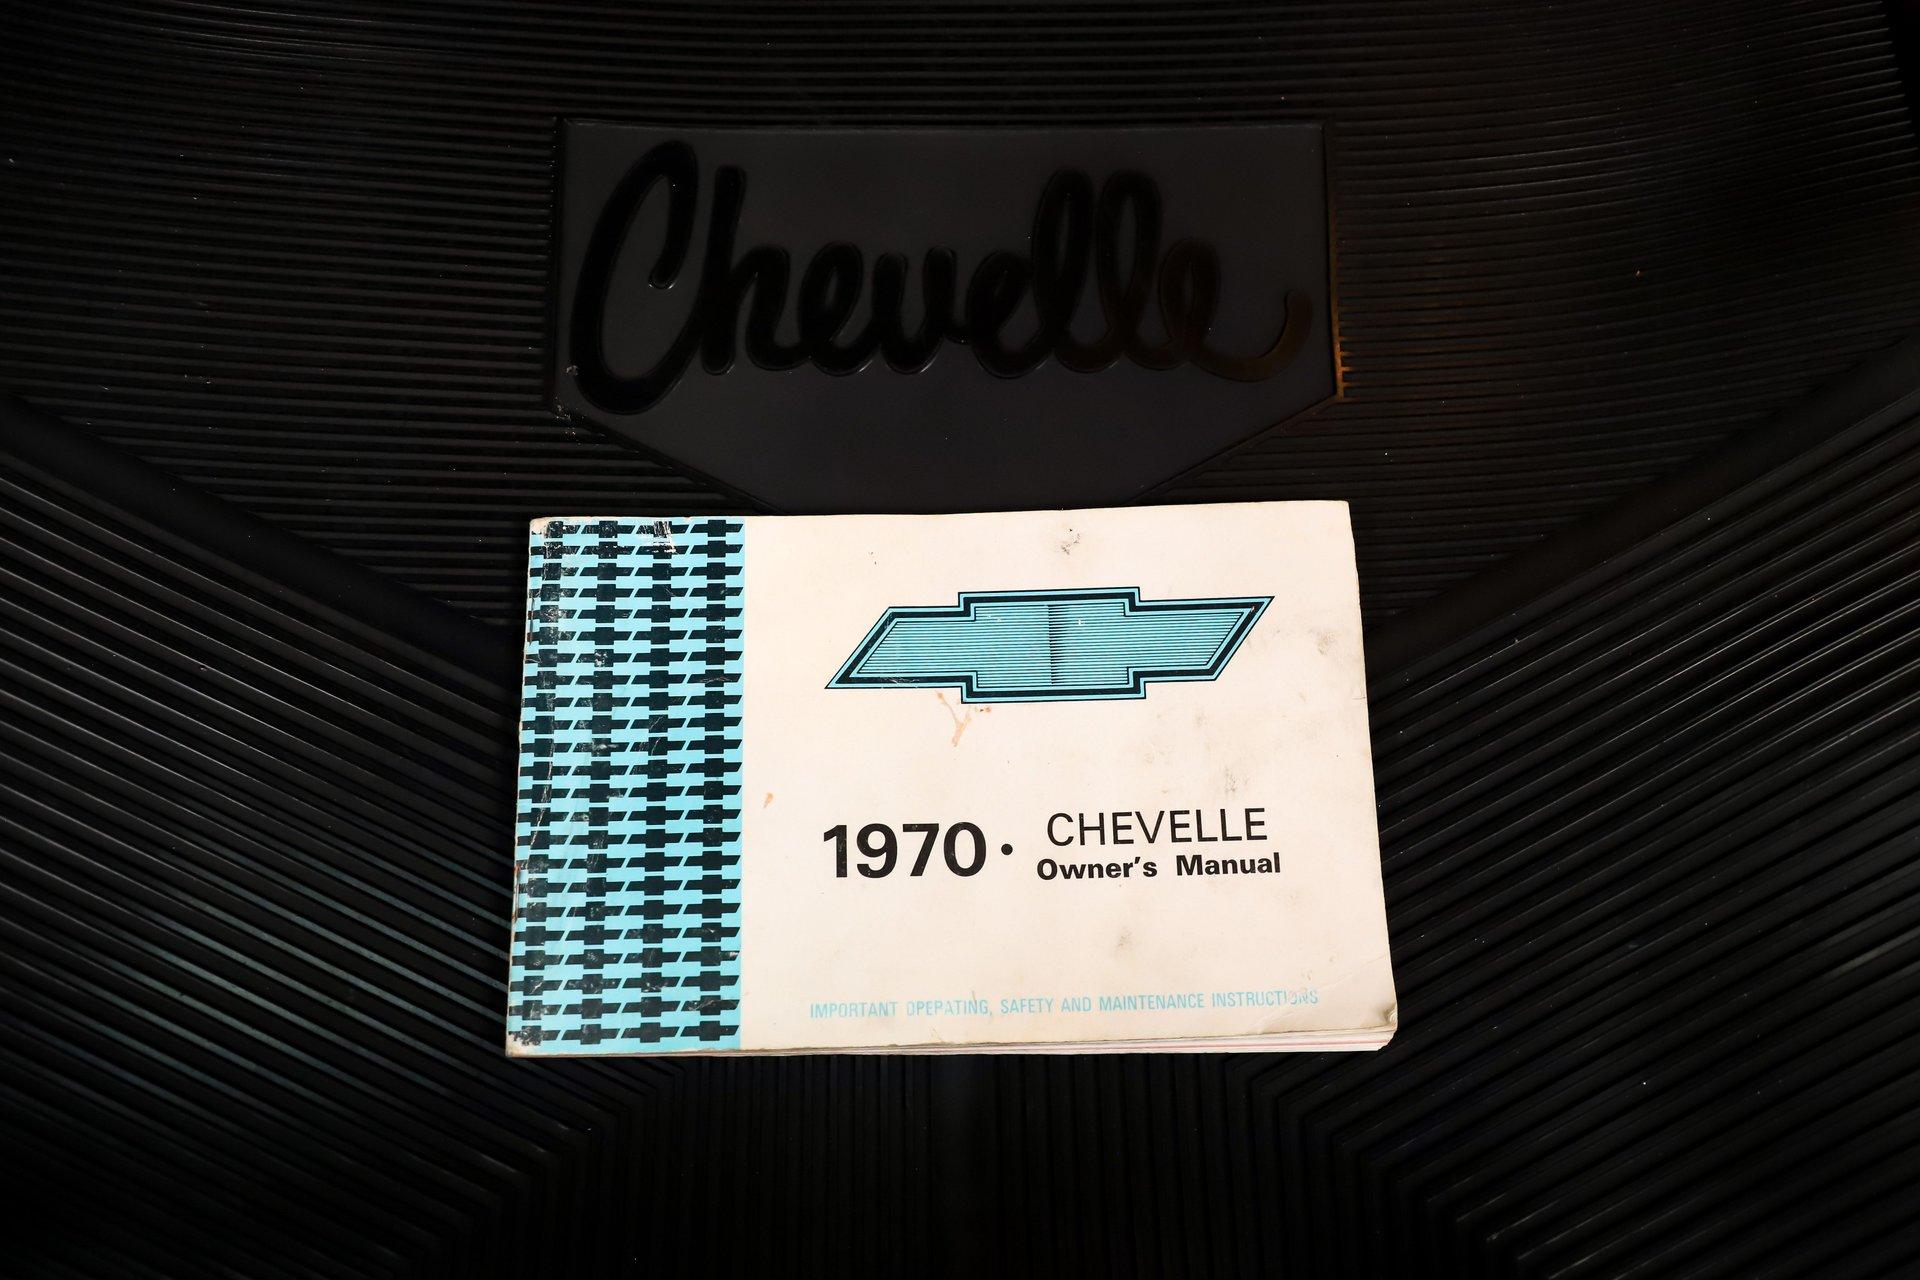 Chevelle
1970 · CHEVELLE
Owner's Manual
IMPORTANT OPERATING, SAFETY AND MAINTENANCE INSTRUCTIONS